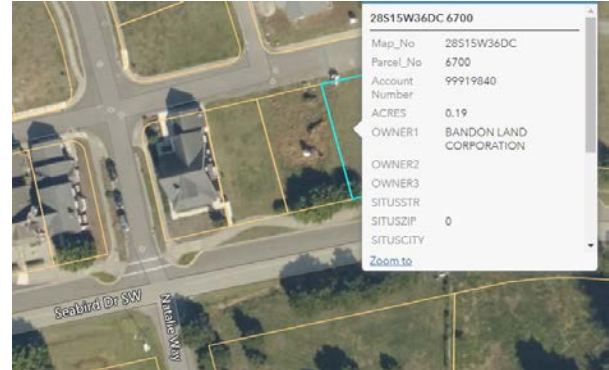 28S15W36DC 6700
Map_No 28S15W36DC
Parcel_No 6700
Account Number 99919840
ACRES 0.19
OWNER1 BANDON LAND CORPORATION
OWNER2
OWNER3
SITUSSTR
SITUSZIP 0
SITUSCITY
Zoom to
Seabird Dr SW
Natalie Way